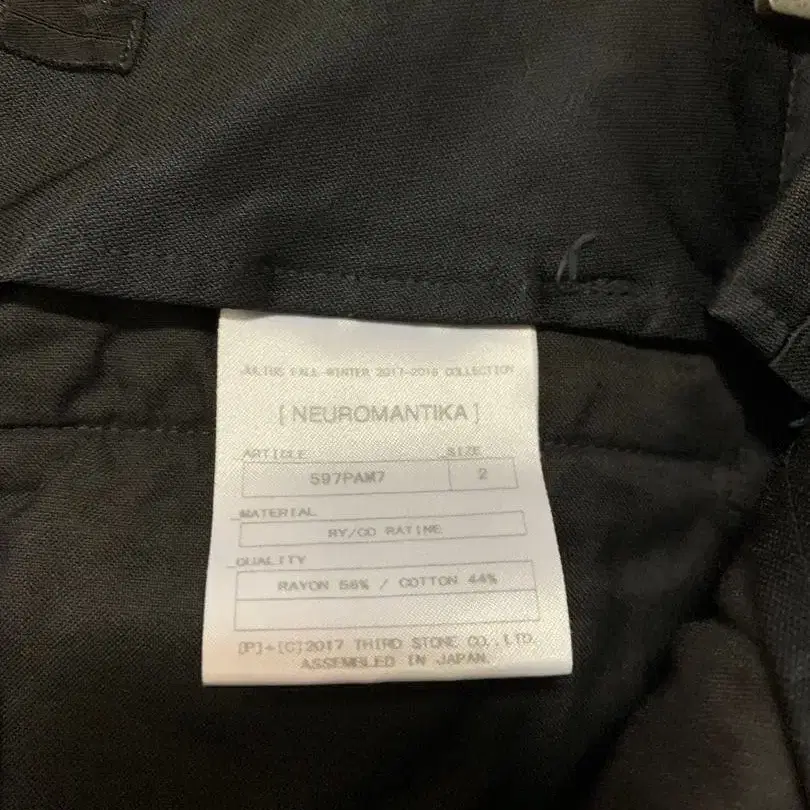 JULIUS FALL-WINTER 2017-2018 COLLECTION
[ NEUROMANTIKA ]
_ARTICLE _SIZE
597PAM7 2
_MATERIAL
RY/CO RATINE
_QUALITY
RAYON 56% / COTTON 44%
[P]+[C]2017 THIRD STONE CO.,LTD.
ASSEMBLED IN JAPAN.